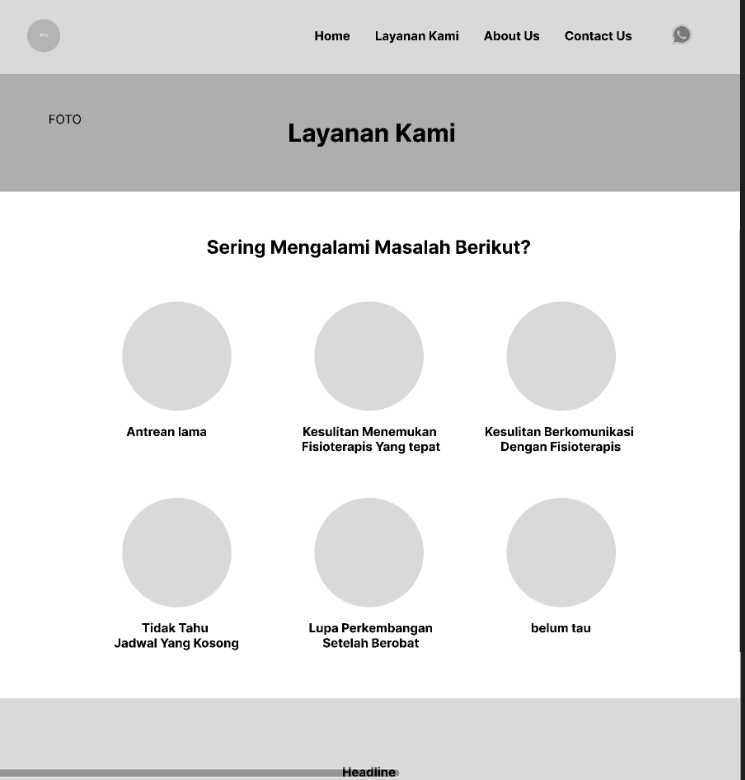 Home Layanan Kami About Us Contact Us
FOTO
Layanan Kami
Sering Mengalami Masalah Berikut?
Antrean lama
Kesulitan Menemukan
Fisioterapis Yang tepat
Kesulitan Berkomunikasi
Dengan Fisioterapis
Tidak Tahu
Jadwal Yang Kosong
Lupa Perkembangan
Setelah Berobat
belum tau
Headline